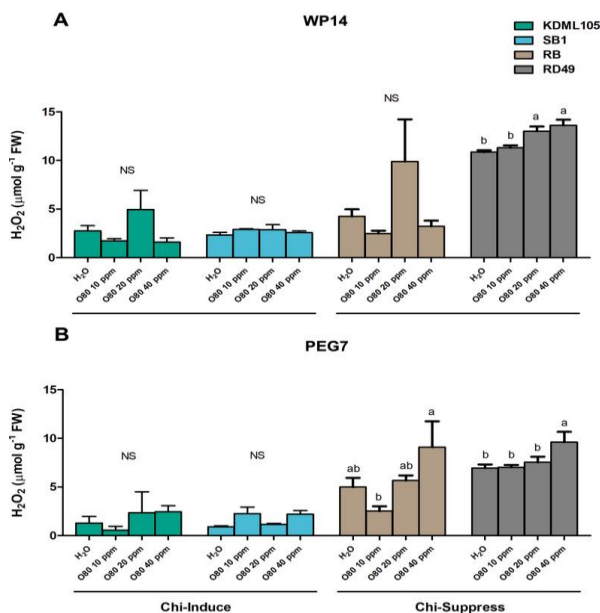 A
WP14
KDML105
SB1
RB
RD49
H₂O₂ (μmol g⁻¹ FW)
15
10
5
0
NS
NS
NS
b
b
a
a
H₂O
O80 10 ppm
O80 20 ppm
O80 40 ppm
H₂O
O80 10 ppm
O80 20 ppm
O80 40 ppm
H₂O
O80 10 ppm
O80 20 ppm
O80 40 ppm
H₂O
O80 10 ppm
O80 20 ppm
O80 40 ppm
B
PEG7
H₂O₂ (μmol g⁻¹ FW)
15
10
5
0
NS
NS
ab
b
ab
a
b
b
b
a
H₂O
O80 10 ppm
O80 20 ppm
O80 40 ppm
H₂O
O80 10 ppm
O80 20 ppm
O80 40 ppm
H₂O
O80 10 ppm
O80 20 ppm
O80 40 ppm
H₂O
O80 10 ppm
O80 20 ppm
O80 40 ppm
Chi-Induce
Chi-Suppress